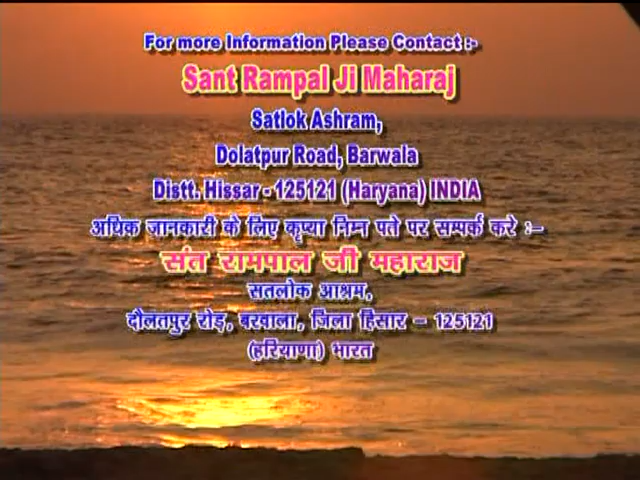 For more Information Please Contact :-
Sant Rampal Ji Maharaj
Satlok Ashram,
Dolatpur Road, Barwala
Distt. Hissar - 125121 (Haryana) INDIA
अधिक जानकारी के लिए कृप्या निम्न पते पर सम्पर्क करे :–
संत रामपाल जी महाराज
सतलोक आश्रम,
दौलतपुर रोड़, बरवाला, जिला हिसार – 125121
(हरियाणा) भारत